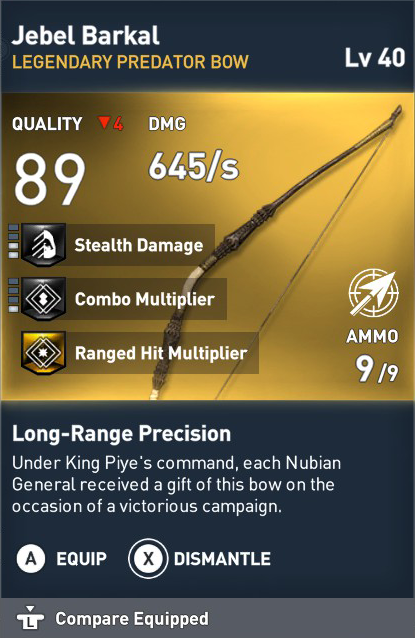 Jebel Barkal
LEGENDARY PREDATOR BOW
Lv 40
QUALITY ▼4 DMG
89 645/s
Stealth Damage
Combo Multiplier
Ranged Hit Multiplier
AMMO
9/9
Long-Range Precision
Under King Piye's command, each Nubian
General received a gift of this bow on the
occasion of a victorious campaign.
A EQUIP X DISMANTLE
L Compare Equipped